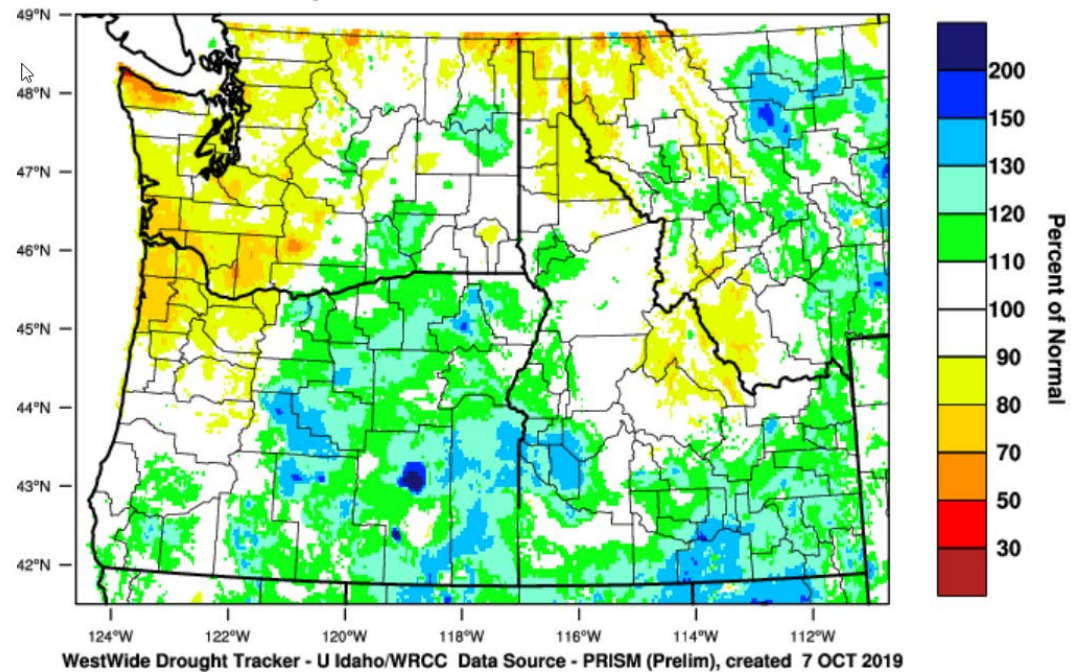 49°N
48°N
47°N
46°N
45°N
44°N
43°N
42°N
124°W 122°W 120°W 118°W 116°W 114°W 112°W
200
150
130
120
110
100
90
80
70
50
30
Percent of Normal
WestWide Drought Tracker - U Idaho/WRCC Data Source - PRISM (Prelim), created 7 OCT 2019